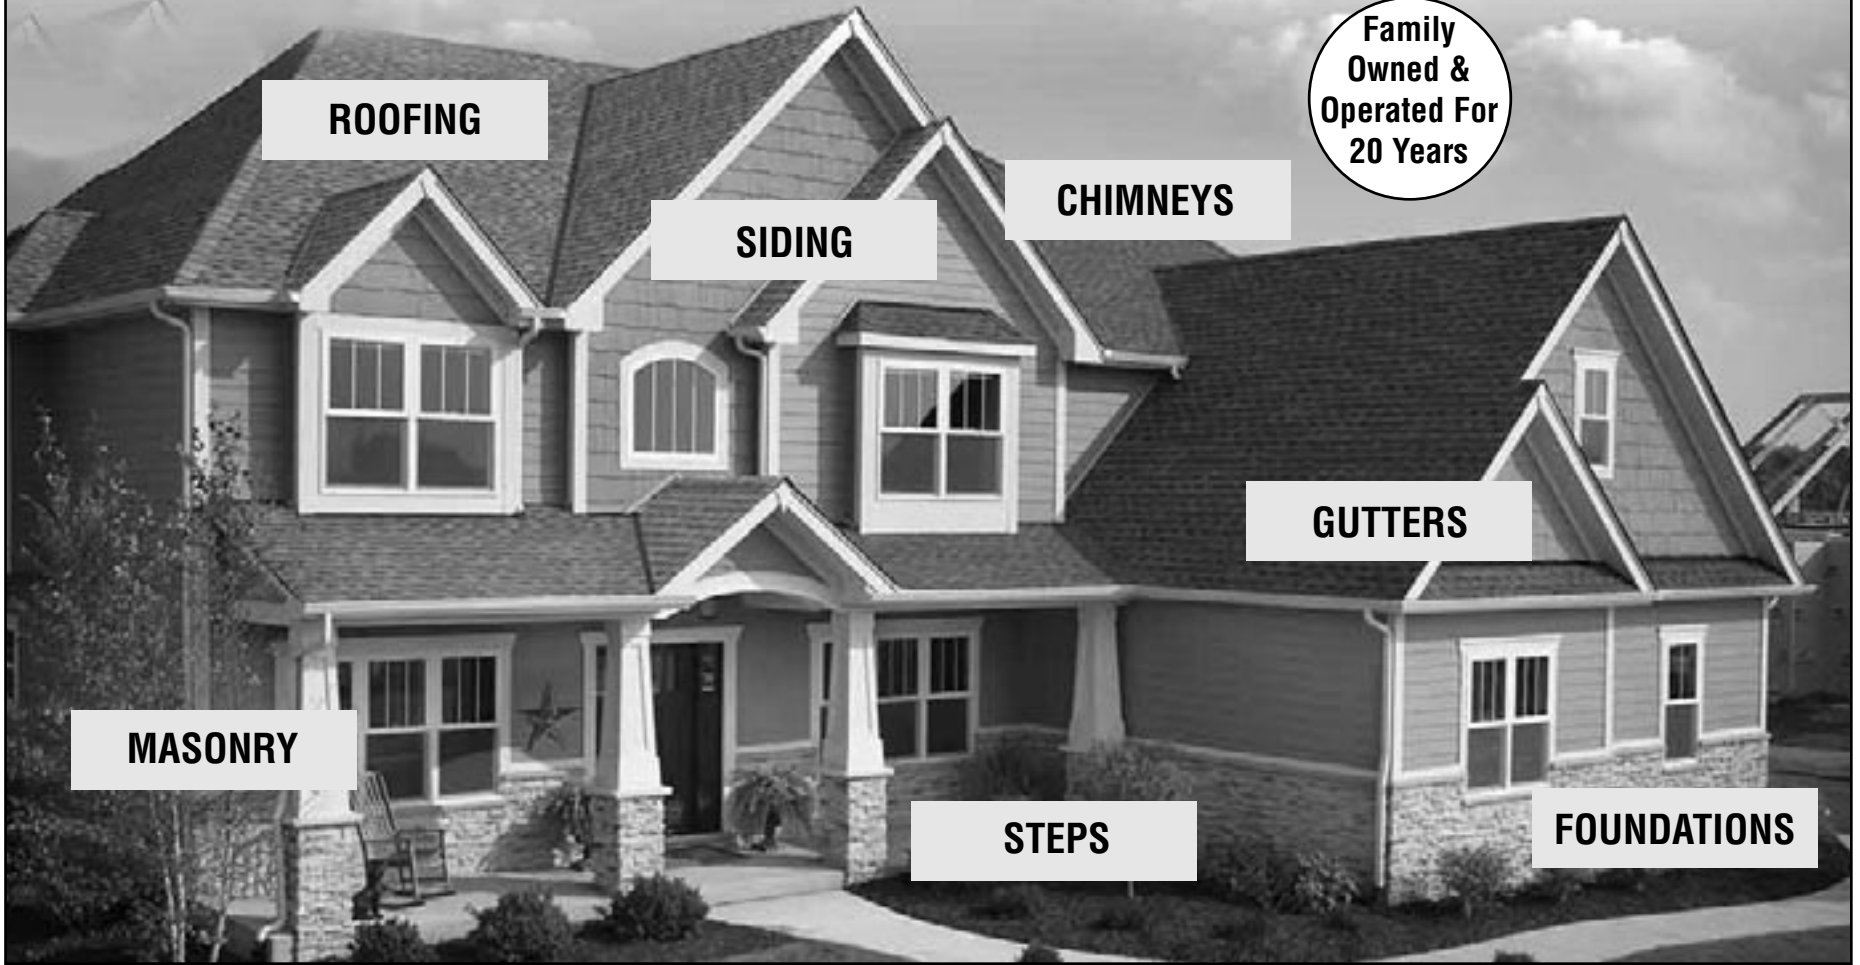 Family
Owned &
Operated For
20 Years
ROOFING
CHIMNEYS
SIDING
GUTTERS
MASONRY
STEPS
FOUNDATIONS